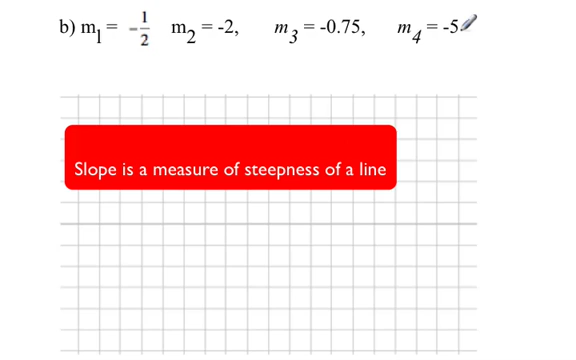 b) m₁ = -1/2 m₂ = -2, m₃ = -0.75, m₄ = -5
Slope is a measure of steepness of a line